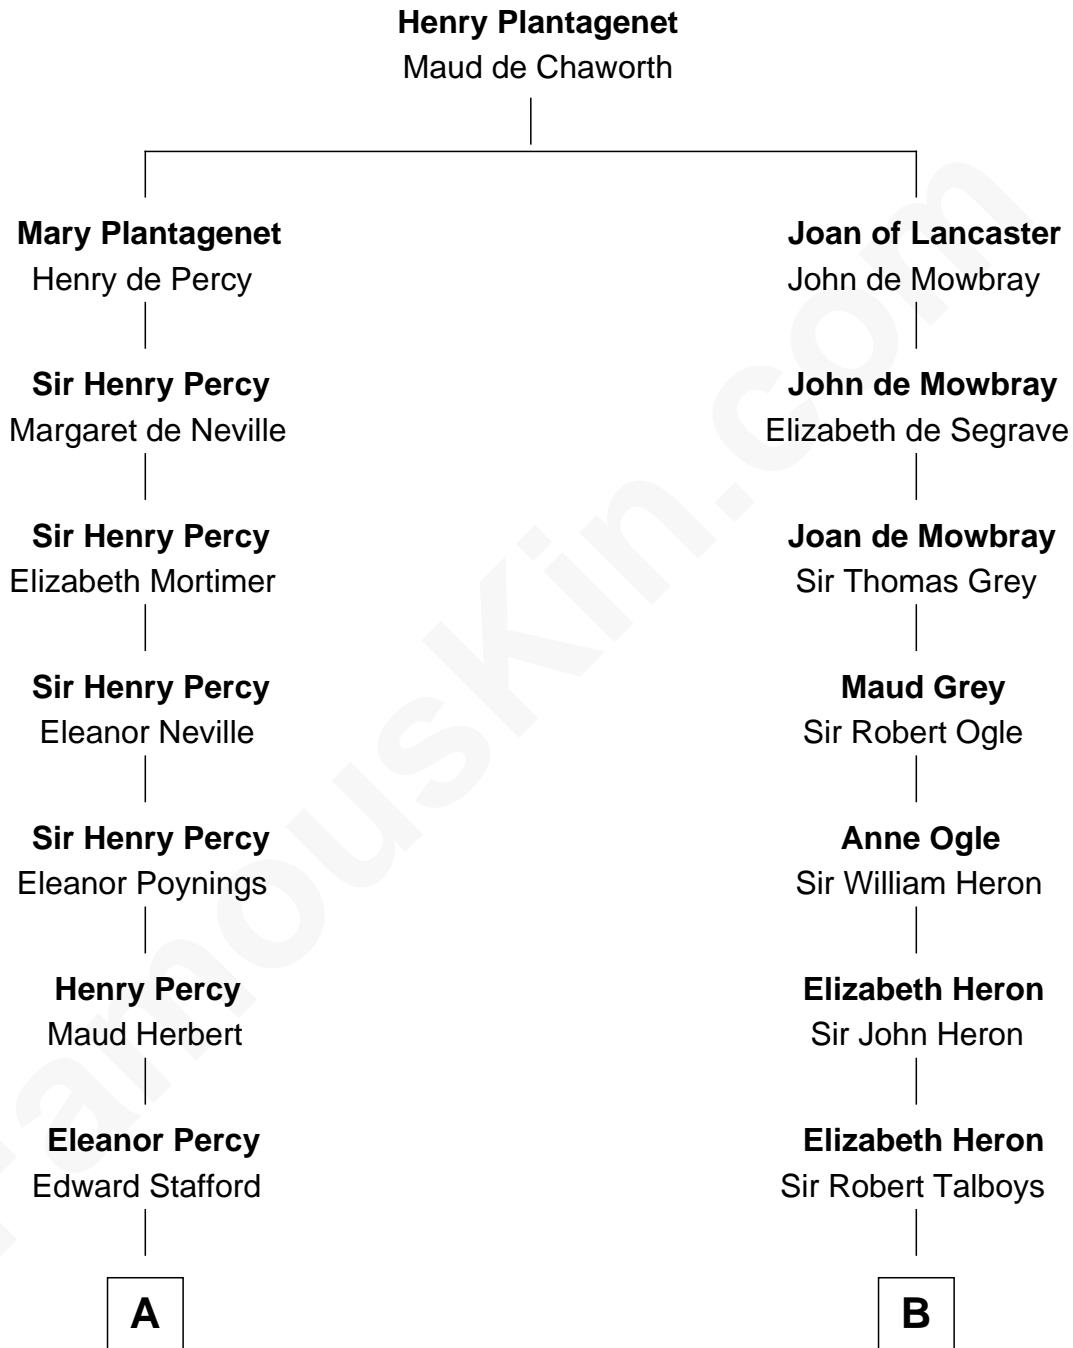 Henry Plantagenet
Maud de Chaworth
Mary Plantagenet
Henry de Percy
Joan of Lancaster
John de Mowbray
Sir Henry Percy
Margaret de Neville
John de Mowbray
Elizabeth de Segrave
Sir Henry Percy
Elizabeth Mortimer
Joan de Mowbray
Sir Thomas Grey
Sir Henry Percy
Eleanor Neville
Maud Grey
Sir Robert Ogle
Sir Henry Percy
Eleanor Poynings
Anne Ogle
Sir William Heron
Henry Percy
Maud Herbert
Elizabeth Heron
Sir John Heron
Eleanor Percy
Edward Stafford
Elizabeth Heron
Sir Robert Talboys
A
B
FamousKin.com